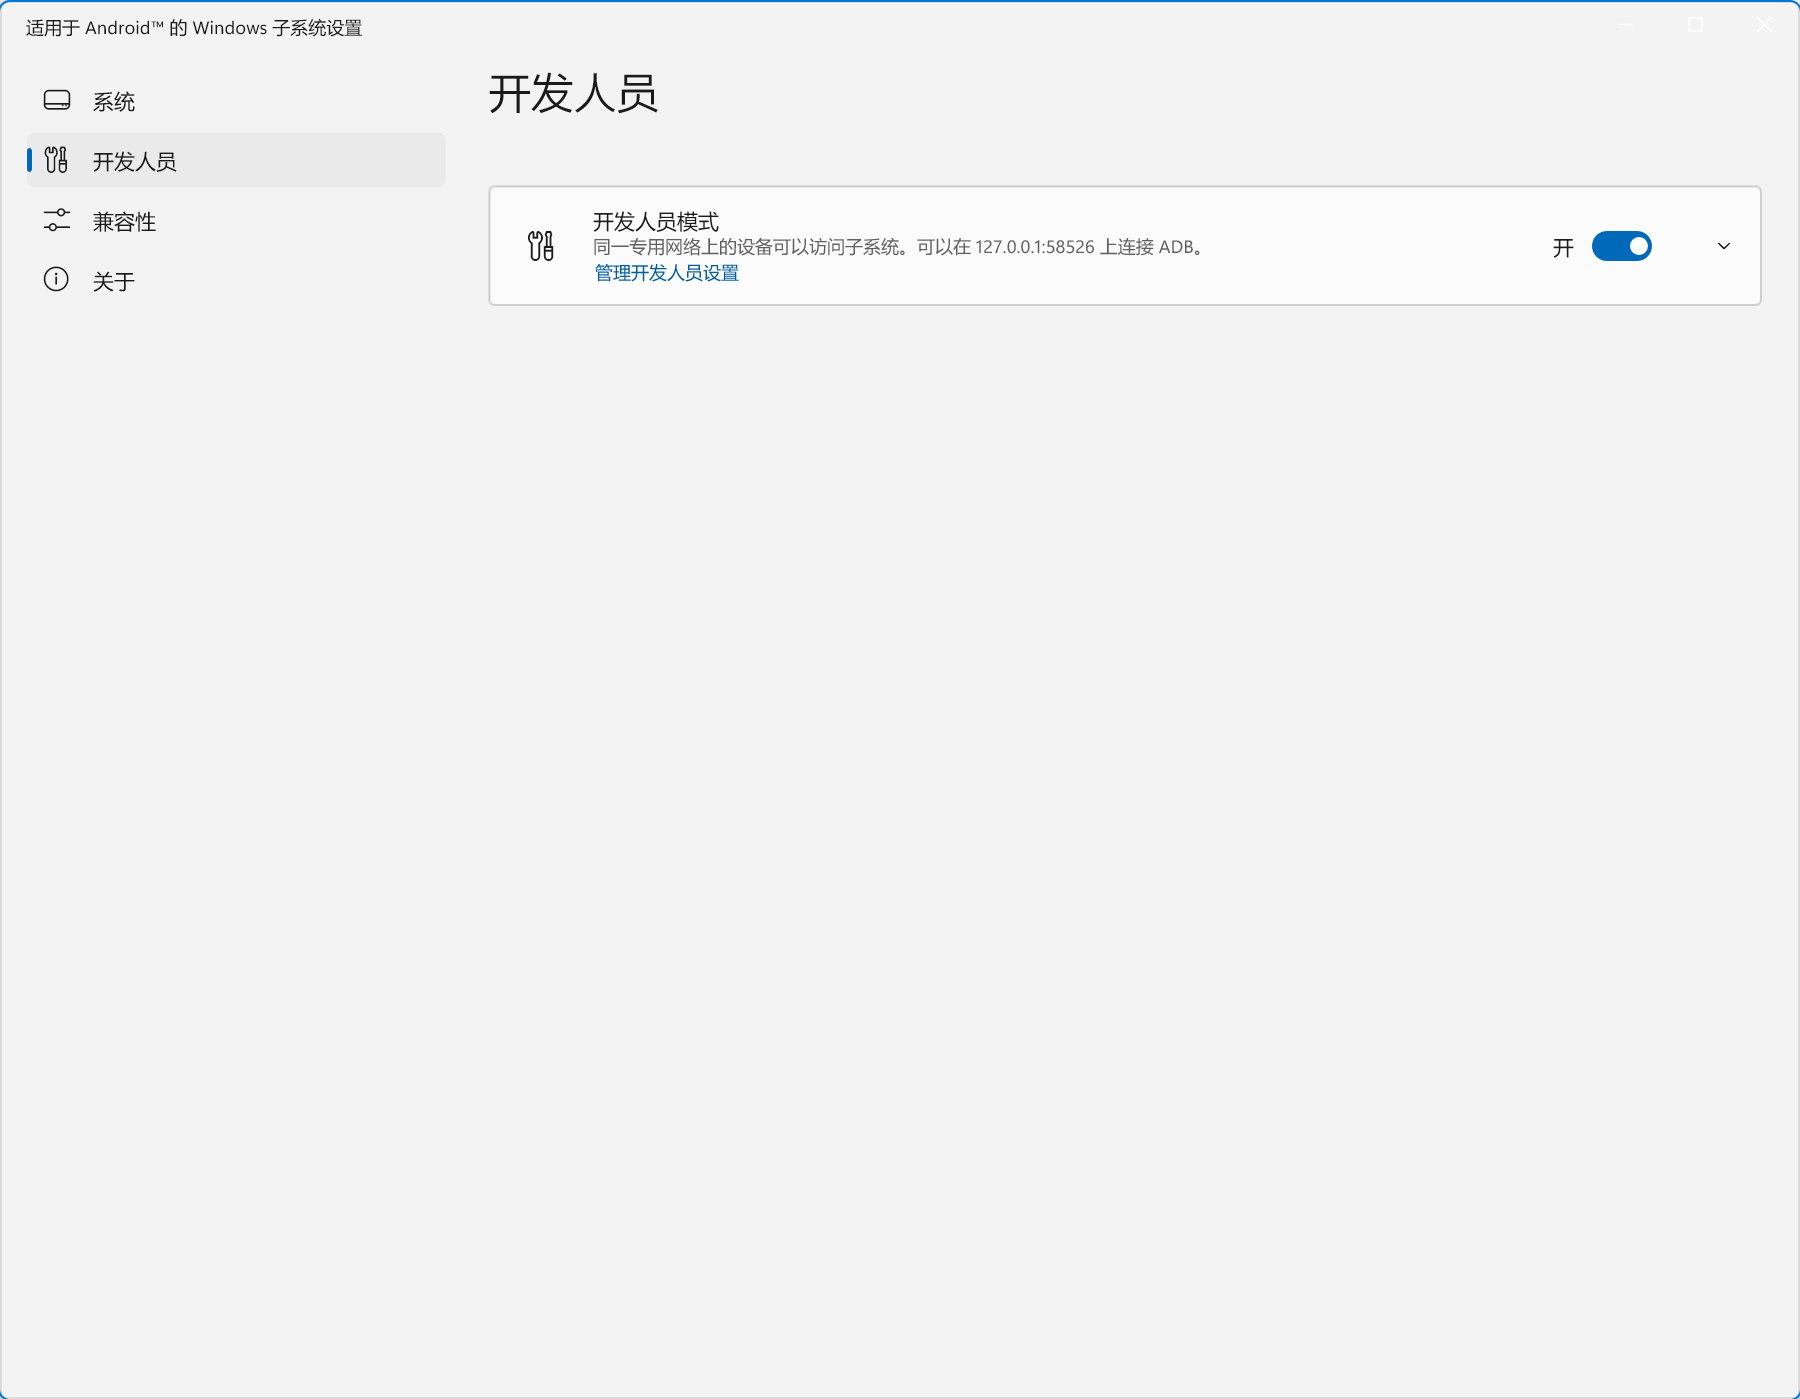 适用于 Android™ 的 Windows 子系统设置
系统
开发人员
兼容性
关于
开发人员
开发人员模式
同一专用网络上的设备可以访问子系统。可以在 127.0.0.1:58526 上连接 ADB。
管理开发人员设置
开